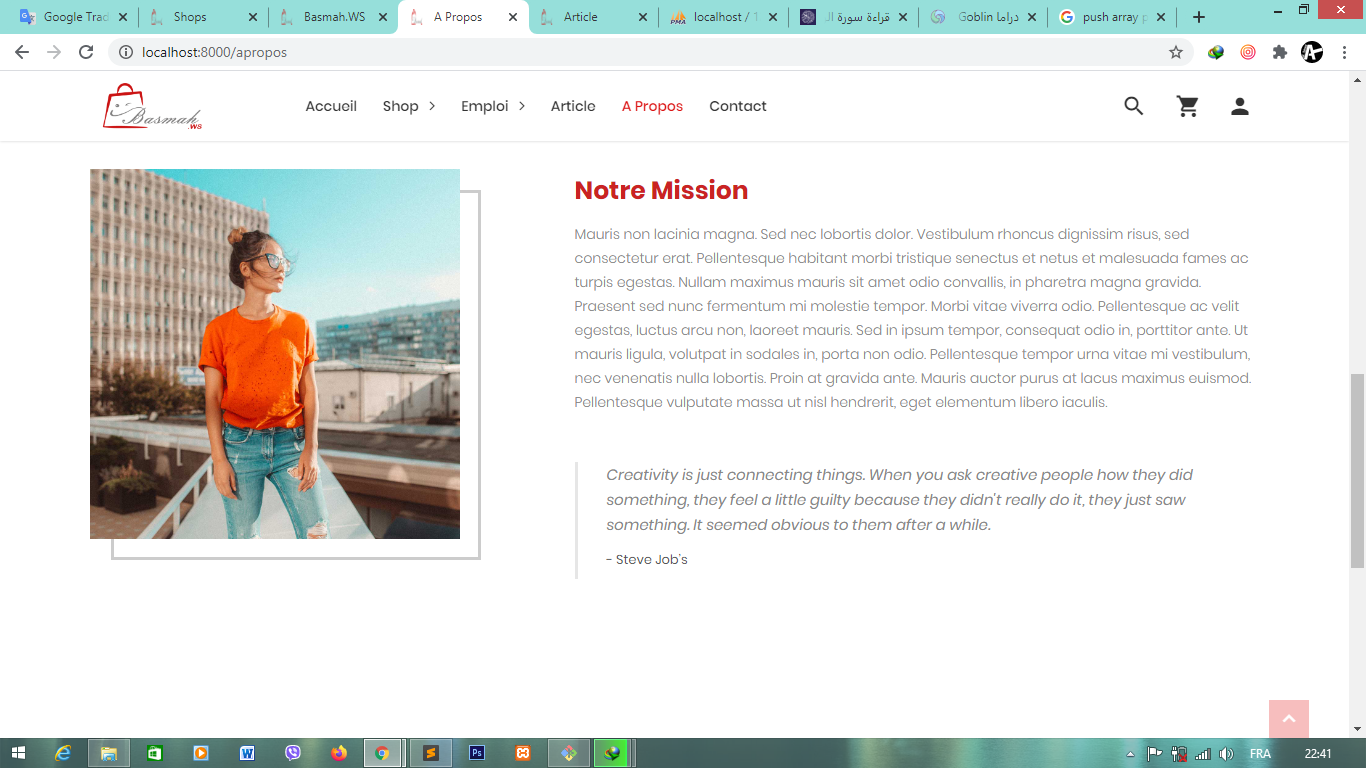 Google Trad
Shops
Basmah.WS
A Propos
Article
localhost / 1
قراءة سورة ال
دراما Goblin
push array p
localhost:8000/apropos
Basmah.ws
Accueil
Shop
Emploi
Article
A Propos
Contact
Notre Mission
Mauris non lacinia magna. Sed nec lobortis dolor. Vestibulum rhoncus dignissim risus, sed
consectetur erat. Pellentesque habitant morbi tristique senectus et netus et malesuada fames ac
turpis egestas. Nullam maximus mauris sit amet odio convallis, in pharetra magna gravida.
Praesent sed nunc fermentum mi molestie tempor. Morbi vitae viverra odio. Pellentesque ac velit
egestas, luctus arcu non, laoreet mauris. Sed in ipsum tempor, consequat odio in, porttitor ante. Ut
mauris ligula, volutpat in sodales in, porta non odio. Pellentesque tempor urna vitae mi vestibulum,
nec venenatis nulla lobortis. Proin at gravida ante. Mauris auctor purus at lacus maximus euismod.
Pellentesque vulputate massa ut nisl hendrerit, eget elementum libero iaculis.
Creativity is just connecting things. When you ask creative people how they did
something, they feel a little guilty because they didn't really do it, they just saw
something. It seemed obvious to them after a while.
- Steve Job's
FRA
22:41